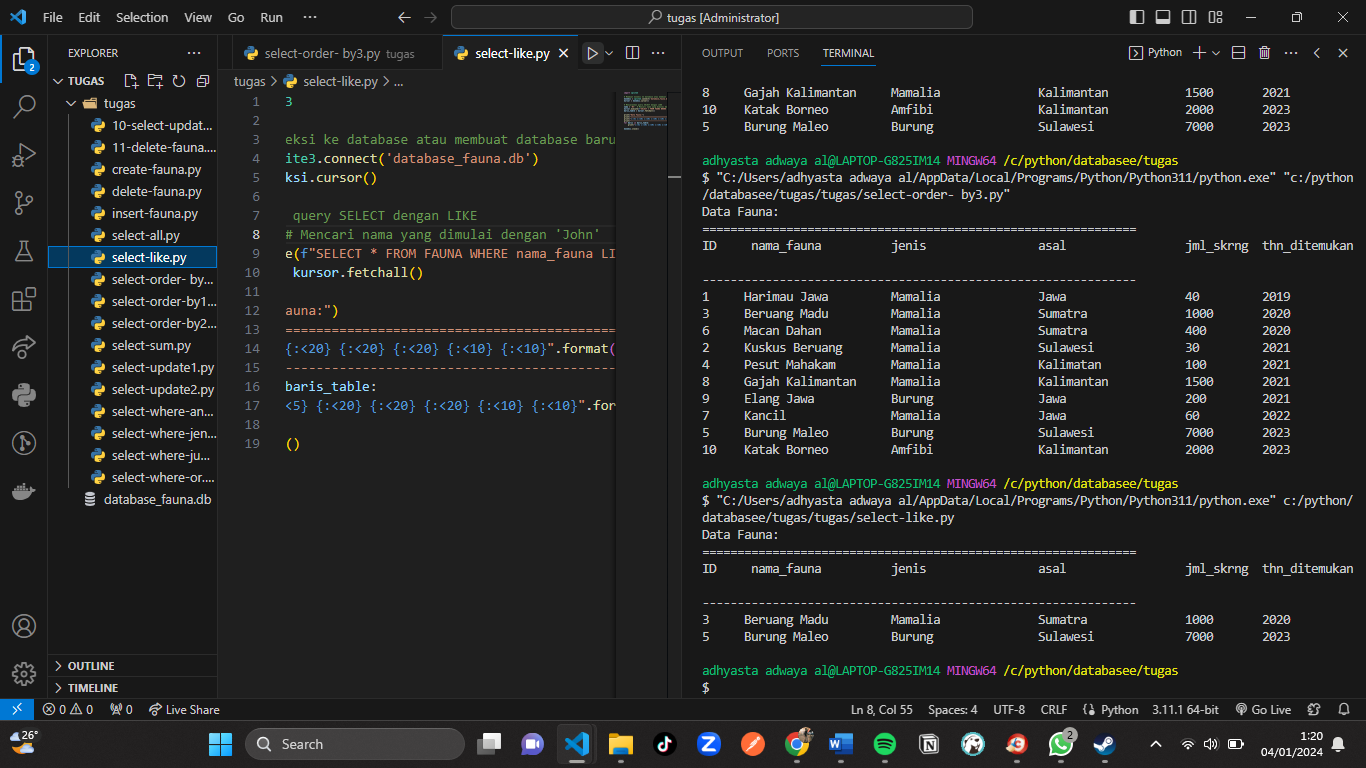 File Edit Selection View Go Run ···
tugas [Administrator]
EXPLORER ···
TUGAS
tugas
10-select-updat...
11-delete-fauna....
create-fauna.py
delete-fauna.py
insert-fauna.py
select-all.py
select-like.py
select-order- by...
select-order-by1...
select-order-by2...
select-sum.py
select-update1.py
select-update2.py
select-where-an...
select-where-jen...
select-where-ju...
select-where-or....
database_fauna.db
OUTLINE
TIMELINE
select-order- by3.py tugas
select-like.py
tugas > select-like.py > ...
1 3
2
3 eksi ke database atau membuat database baru
4 ite3.connect('database_fauna.db')
5 ksi.cursor()
6
7 query SELECT dengan LIKE
8 # Mencari nama yang dimulai dengan 'John'
9 e(f"SELECT * FROM FAUNA WHERE nama_fauna LI
10 kursor.fetchall()
11
12 auna:")
13 ===========================================
14 {:<20} {:<20} {:<20} {:<10} {:<10}".format(
15 -------------------------------------------
16 baris_table:
17 <5} {:<20} {:<20} {:<20} {:<10} {:<10}".for
18
19 ()
OUTPUT PORTS TERMINAL
Python
8 Gajah Kalimantan Mamalia Kalimantan 1500 2021
10 Katak Borneo Amfibi Kalimantan 2000 2023
5 Burung Maleo Burung Sulawesi 7000 2023
adhyasta adwaya al@LAPTOP-G825IM14 MINGW64 /c/python/databasee/tugas
$ "C:/Users/adhyasta adwaya al/AppData/Local/Programs/Python/Python311/python.exe" "c:/python
/databasee/tugas/tugas/select-order- by3.py"
Data Fauna:
==============================================================
ID nama_fauna jenis asal jml_skrng thn_ditemukan
--------------------------------------------------------------
1 Harimau Jawa Mamalia Jawa 40 2019
3 Beruang Madu Mamalia Sumatra 1000 2020
6 Macan Dahan Mamalia Sumatra 400 2020
2 Kuskus Beruang Mamalia Sulawesi 30 2021
4 Pesut Mahakam Mamalia Kalimatan 100 2021
8 Gajah Kalimantan Mamalia Kalimantan 1500 2021
9 Elang Jawa Burung Jawa 200 2021
7 Kancil Mamalia Jawa 60 2022
5 Burung Maleo Burung Sulawesi 7000 2023
10 Katak Borneo Amfibi Kalimantan 2000 2023
adhyasta adwaya al@LAPTOP-G825IM14 MINGW64 /c/python/databasee/tugas
$ "C:/Users/adhyasta adwaya al/AppData/Local/Programs/Python/Python311/python.exe" c:/python/
databasee/tugas/tugas/select-like.py
Data Fauna:
==============================================================
ID nama_fauna jenis asal jml_skrng thn_ditemukan
--------------------------------------------------------------
3 Beruang Madu Mamalia Sumatra 1000 2020
5 Burung Maleo Burung Sulawesi 7000 2023
adhyasta adwaya al@LAPTOP-G825IM14 MINGW64 /c/python/databasee/tugas
$
0 0 0 Live Share Ln 8, Col 55 Spaces: 4 UTF-8 CRLF Python 3.11.1 64-bit Go Live
26° Search 2 1:20
04/01/2024